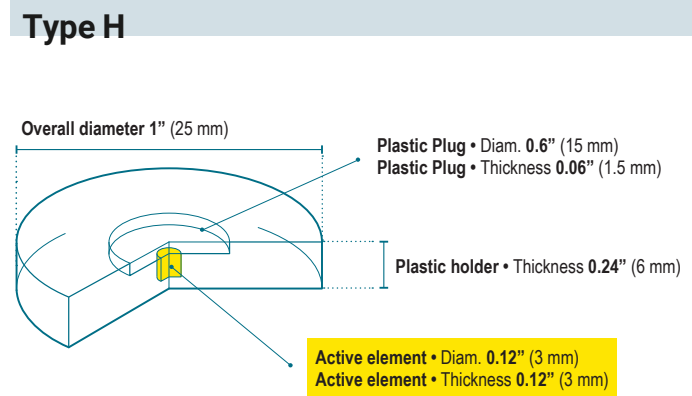 Type H
Overall diameter 1” (25 mm)
Plastic Plug • Diam. 0.6” (15 mm)
Plastic Plug • Thickness 0.06” (1.5 mm)
Plastic holder • Thickness 0.24” (6 mm)
Active element • Diam. 0.12” (3 mm)
Active element • Thickness 0.12” (3 mm)